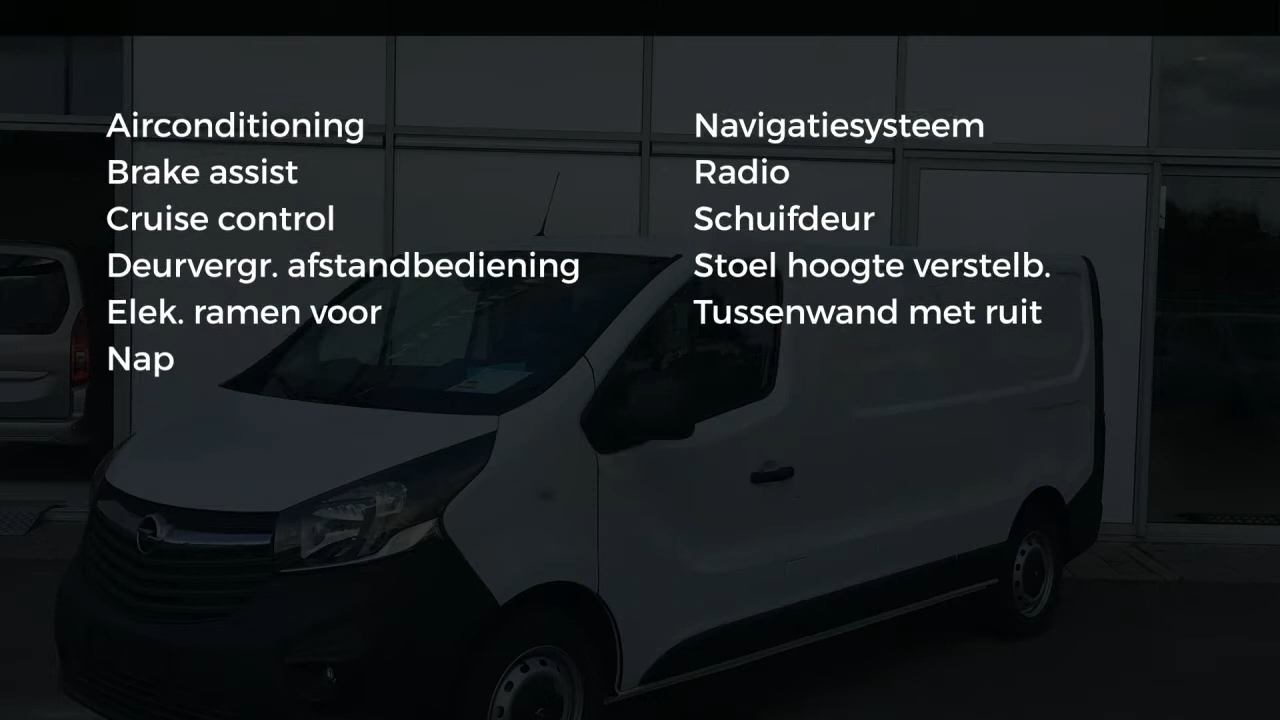 Airconditioning
Brake assist
Cruise control
Deurvergr. afstandbediening
Elek. ramen voor
Nap
Navigatiesysteem
Radio
Schuifdeur
Stoel hoogte verstelb.
Tussenwand met ruit